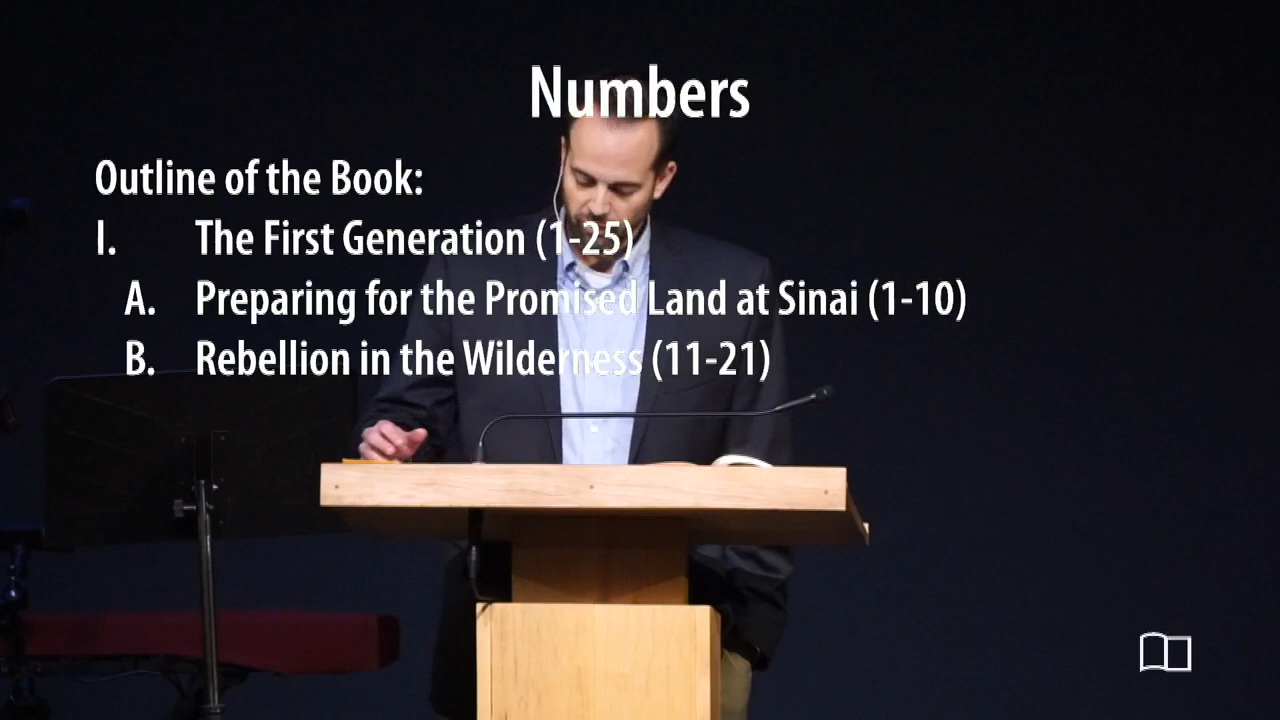 Numbers
Outline of the Book:
I. The First Generation (1-25)
A. Preparing for the Promised Land at Sinai (1-10)
B. Rebellion in the Wilderness (11-21)